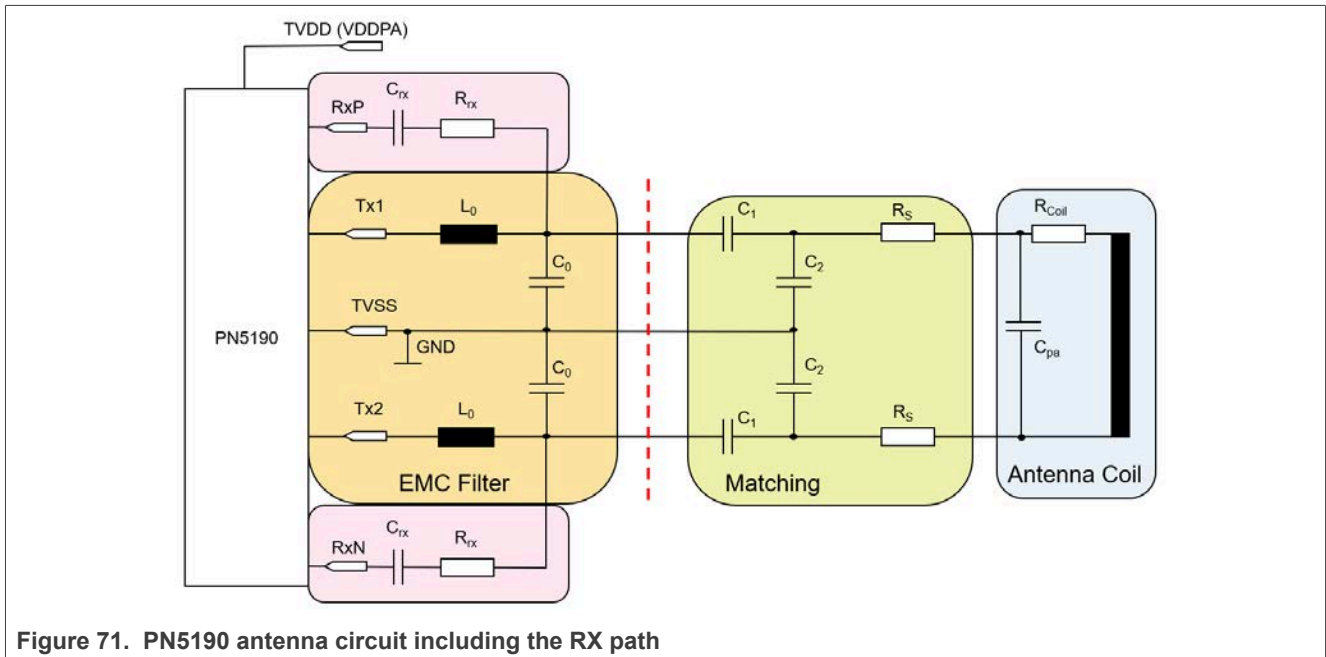 TVDD (VDDPA)
RxP
Crx
Rrx
Tx1
L0
C0
C1
RS
C2
RCoil
TVSS
PN5190
GND
C0
C2
Cpa
Tx2
L0
C1
RS
EMC Filter
Matching
Antenna Coil
RxN
Crx
Rrx
Figure 71. PN5190 antenna circuit including the RX path